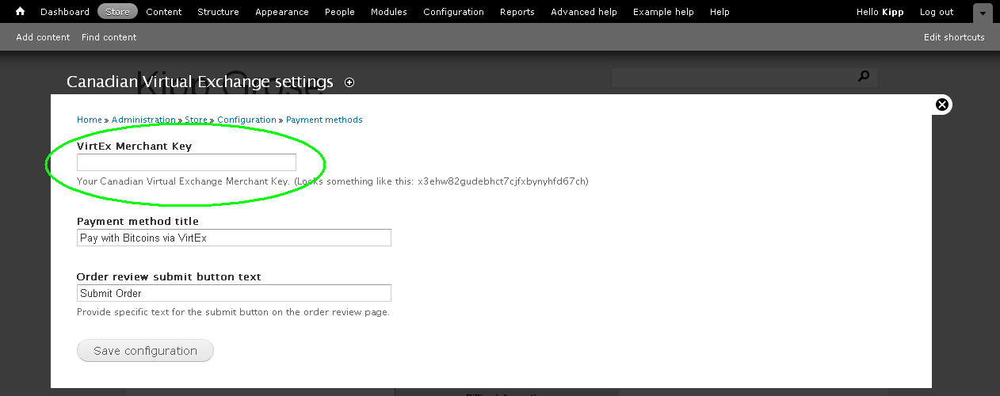 Dashboard Store Content Structure Appearance People Modules Configuration Reports Advanced help Example help Help Hello Kipp Log out
Add content Find content Edit shortcuts
Kipp Grose
Canadian Virtual Exchange settings
Home » Administration » Store » Configuration » Payment methods
VirtEx Merchant Key
Your Canadian Virtual Exchange Merchant Key. (Looks something like this: x3ehw82gudebhct7cjfxbynyhfd67ch)
Payment method title
Pay with Bitcoins via VirtEx
Order review submit button text
Submit Order
Provide specific text for the submit button on the order review page.
Save configuration
Billing information